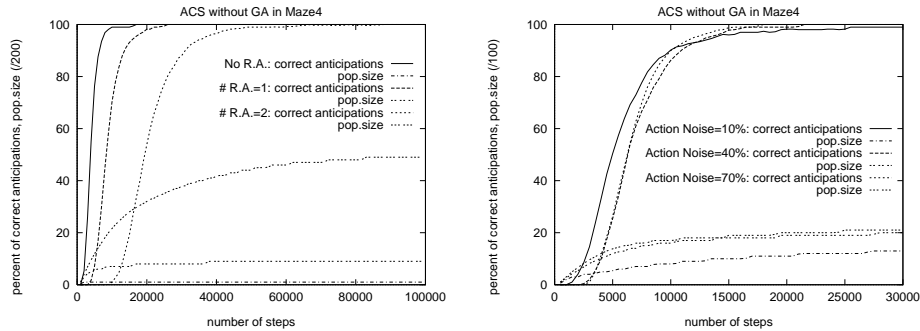 ACS without GA in Maze4
percent of correct anticipations, pop.size (/200)
100
80
60
40
20
0
No R.A.: correct anticipations
pop.size
# R.A.=1: correct anticipations
pop.size
# R.A.=2: correct anticipations
pop.size
0 20000 40000 60000 80000 100000
number of steps
ACS without GA in Maze4
percent of correct anticipations, pop.size (/100)
100
80
60
40
20
0
Action Noise=10%: correct anticipations
pop.size
Action Noise=40%: correct anticipations
pop.size
Action Noise=70%: correct anticipations
pop.size
0 5000 10000 15000 20000 25000 30000
number of steps